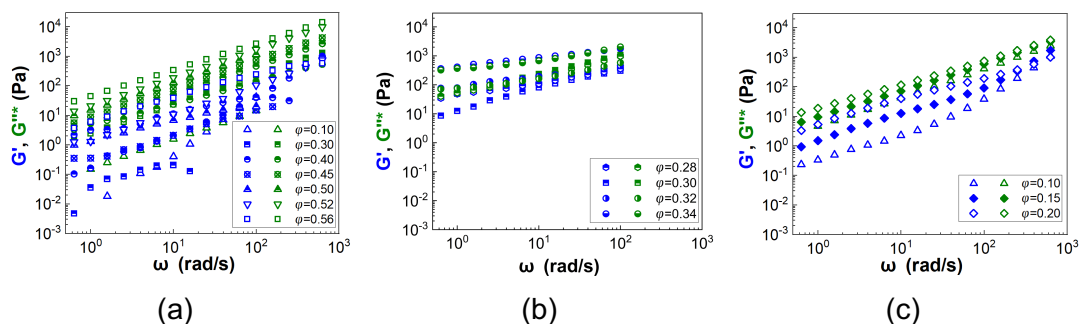 G', G''* (Pa)
10⁴
10³
10²
10¹
10⁰
10⁻¹
10⁻²
10⁻³
φ=0.10
φ=0.30
φ=0.40
φ=0.45
φ=0.50
φ=0.52
φ=0.56
10⁰ 10¹ 10² 10³
ω (rad/s)
(a)
G', G''* (Pa)
10⁴
10³
10²
10¹
10⁰
10⁻¹
10⁻²
10⁻³
φ=0.28
φ=0.30
φ=0.32
φ=0.34
10⁰ 10¹ 10² 10³
ω (rad/s)
(b)
G', G''* (Pa)
10⁴
10³
10²
10¹
10⁰
10⁻¹
10⁻²
10⁻³
φ=0.10
φ=0.15
φ=0.20
10⁰ 10¹ 10² 10³
ω (rad/s)
(c)